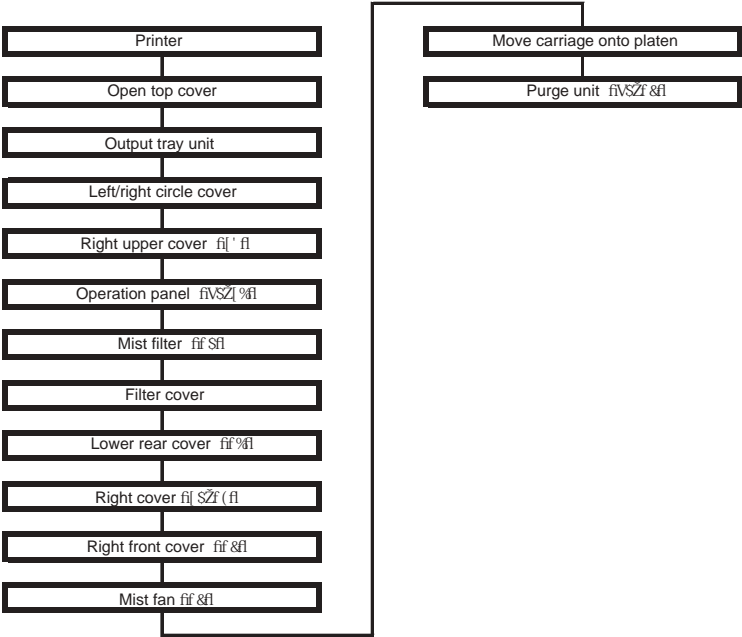 Printer
Open top cover
Output tray unit
Left/right circle cover
Right upper cover
Operation panel
Mist filter
Filter cover
Lower rear cover
Right cover
Right front cover
Mist fan
Move carriage onto platen
Purge unit